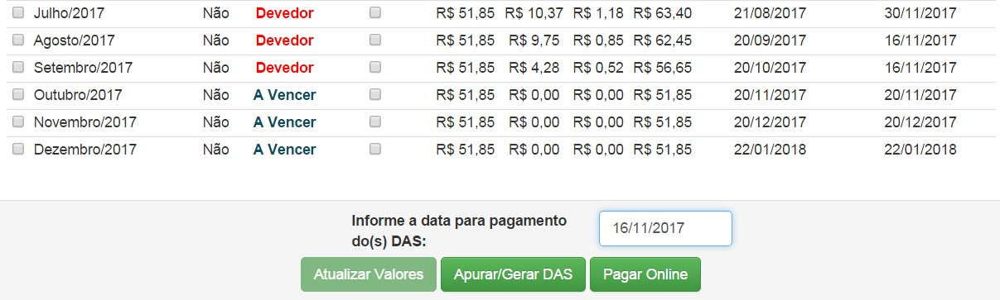 Julho/2017 Não Devedor R$ 51,85 R$ 10,37 R$ 1,18 R$ 63,40 21/08/2017 30/11/2017
Agosto/2017 Não Devedor R$ 51,85 R$ 9,75 R$ 0,85 R$ 62,45 20/09/2017 16/11/2017
Setembro/2017 Não Devedor R$ 51,85 R$ 4,28 R$ 0,52 R$ 56,65 20/10/2017 16/11/2017
Outubro/2017 Não A Vencer R$ 51,85 R$ 0,00 R$ 0,00 R$ 51,85 20/11/2017 20/11/2017
Novembro/2017 Não A Vencer R$ 51,85 R$ 0,00 R$ 0,00 R$ 51,85 20/12/2017 20/12/2017
Dezembro/2017 Não A Vencer R$ 51,85 R$ 0,00 R$ 0,00 R$ 51,85 22/01/2018 22/01/2018
Informe a data para pagamento
do(s) DAS:
16/11/2017
Atualizar Valores Apurar/Gerar DAS Pagar Online